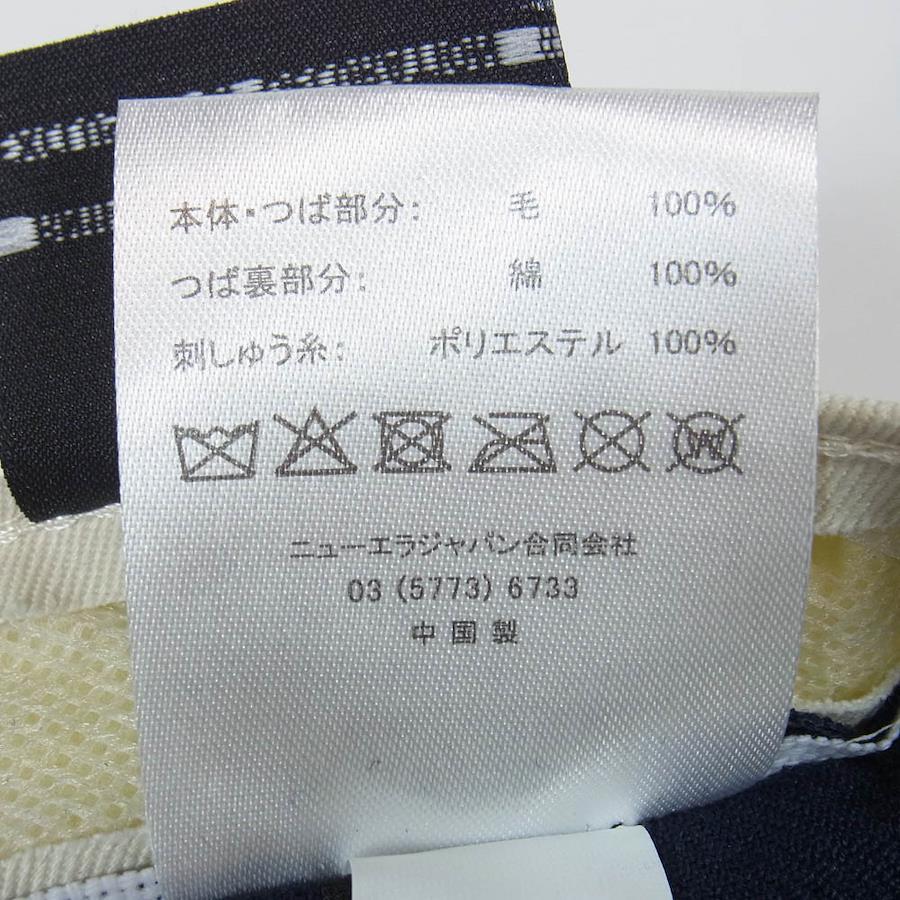 本体・つば部分: 毛 100%
つば裏部分: 綿 100%
刺しゅう糸: ポリエステル 100%
W
ニューエラジャパン合同会社
03 (5773) 6733
中国製